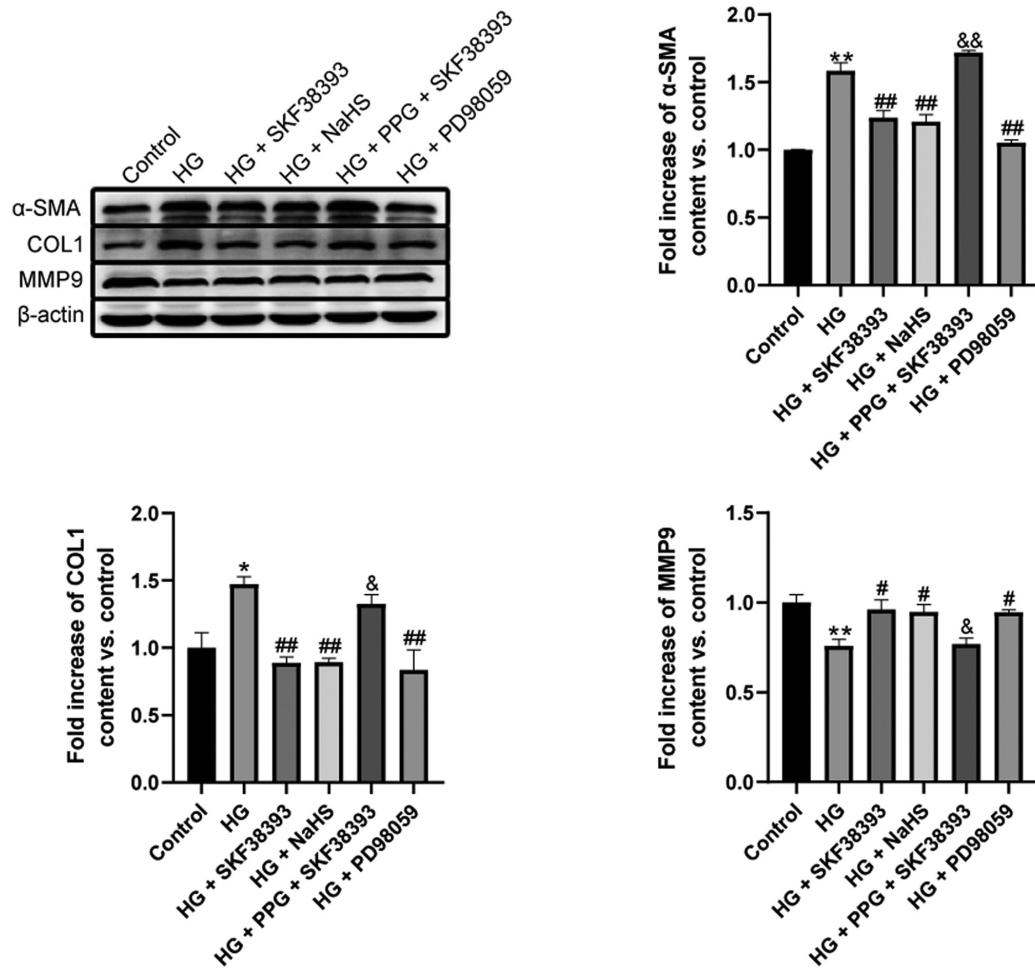 Control
HG
HG + SKF38393
HG + NaHS
HG + PPG + SKF38393
HG + PD98059
α-SMA
COL1
MMP9
β-actin
Fold increase of α-SMA
content vs. control
2.0
1.5
1.0
0.5
0.0
**
##
##
&&
##
Control
HG
HG + SKF38393
HG + NaHS
HG + PPG + SKF38393
HG + PD98059
Fold increase of COL1
content vs. control
2.0
1.5
1.0
0.5
0.0
*
##
##
&
##
Control
HG
HG + SKF38393
HG + NaHS
HG + PPG + SKF38393
HG + PD98059
Fold increase of MMP9
content vs. control
1.5
1.0
0.5
0.0
**
#
#
&
#
Control
HG
HG + SKF38393
HG + NaHS
HG + PPG + SKF38393
HG + PD98059